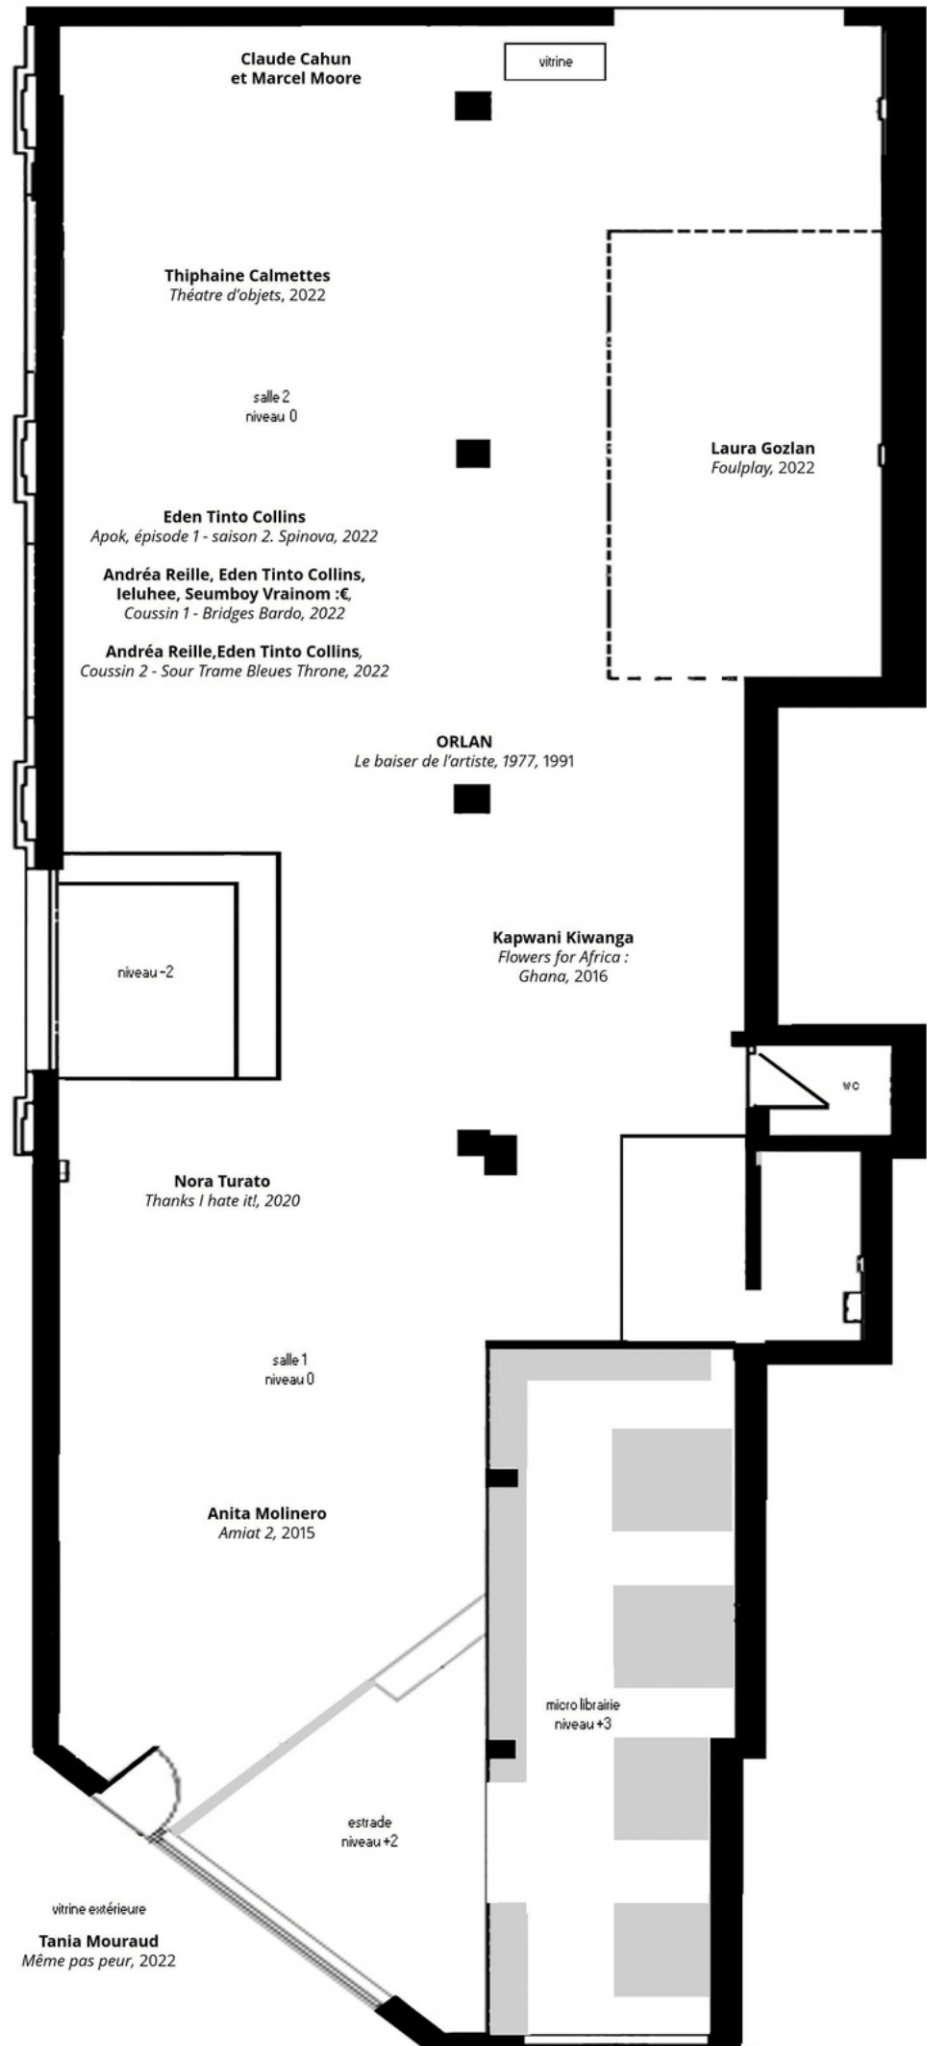 Claude Cahun
et Marcel Moore
vitrine
Thiphaine Calmettes
Théatre d'objets, 2022
salle 2
niveau 0
Laura Gozlan
Foulplay, 2022
Eden Tinto Collins
Apok, épisode 1 - saison 2. Spinova, 2022
Andréa Reille, Eden Tinto Collins,
Ieluhee, Seumboy Vrainom :€,
Coussin 1 - Bridges Bardo, 2022
Andréa Reille,Eden Tinto Collins,
Coussin 2 - Sour Trame Bleues Throne, 2022
ORLAN
Le baiser de l'artiste, 1977, 1991
Kapwani Kiwanga
Flowers for Africa :
Ghana, 2016
niveau -2
wc
Nora Turato
Thanks I hate it!, 2020
salle 1
niveau 0
Anita Molinero
Amiat 2, 2015
micro librairie
niveau +3
estrade
niveau +2
vitrine extérieure
Tania Mouraud
Même pas peur, 2022